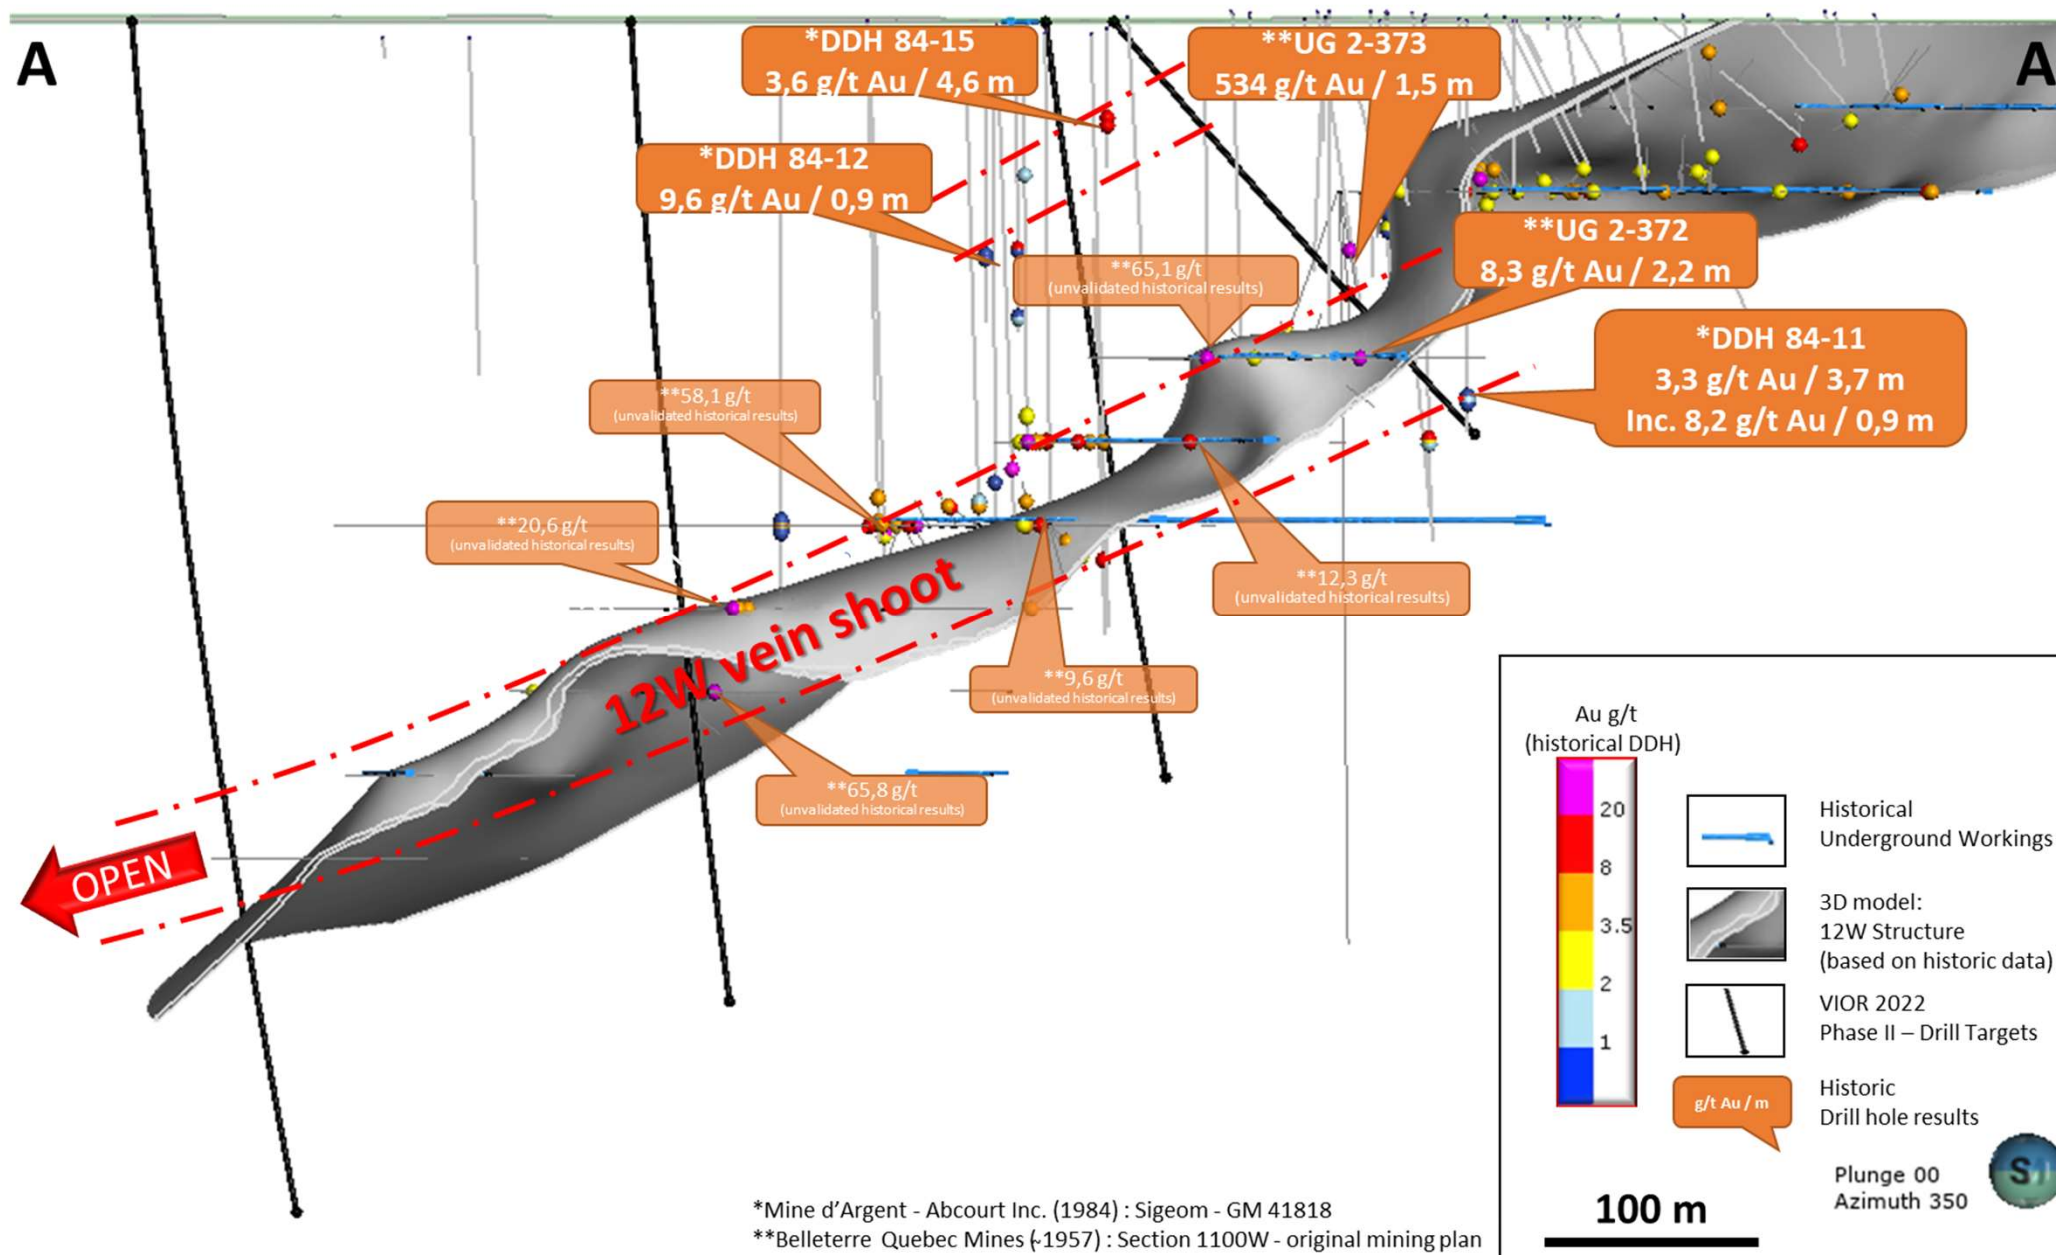 A
A
*DDH 84-15
3,6 g/t Au / 4,6 m
**UG 2-373
534 g/t Au / 1,5 m
*DDH 84-12
9,6 g/t Au / 0,9 m
**UG 2-372
8,3 g/t Au / 2,2 m
**65,1 g/t
(unvalidated historical results)
*DDH 84-11
3,3 g/t Au / 3,7 m
Inc. 8,2 g/t Au / 0,9 m
**58,1 g/t
(unvalidated historical results)
**20,6 g/t
(unvalidated historical results)
**12,3 g/t
(unvalidated historical results)
12W vein shoot
**9,6 g/t
(unvalidated historical results)
**65,8 g/t
(unvalidated historical results)
OPEN
Au g/t
(historical DDH)
20
8
3.5
2
1
Historical
Underground Workings
3D model:
12W Structure
(based on historic data)
VIOR 2022
Phase II – Drill Targets
g/t Au / m
Historic
Drill hole results
Plunge 00
Azimuth 350
S
100 m
*Mine d’Argent - Abcourt Inc. (1984) : Sigeom - GM 41818
**Belleterre Quebec Mines (~1957) : Section 1100W - original mining plan